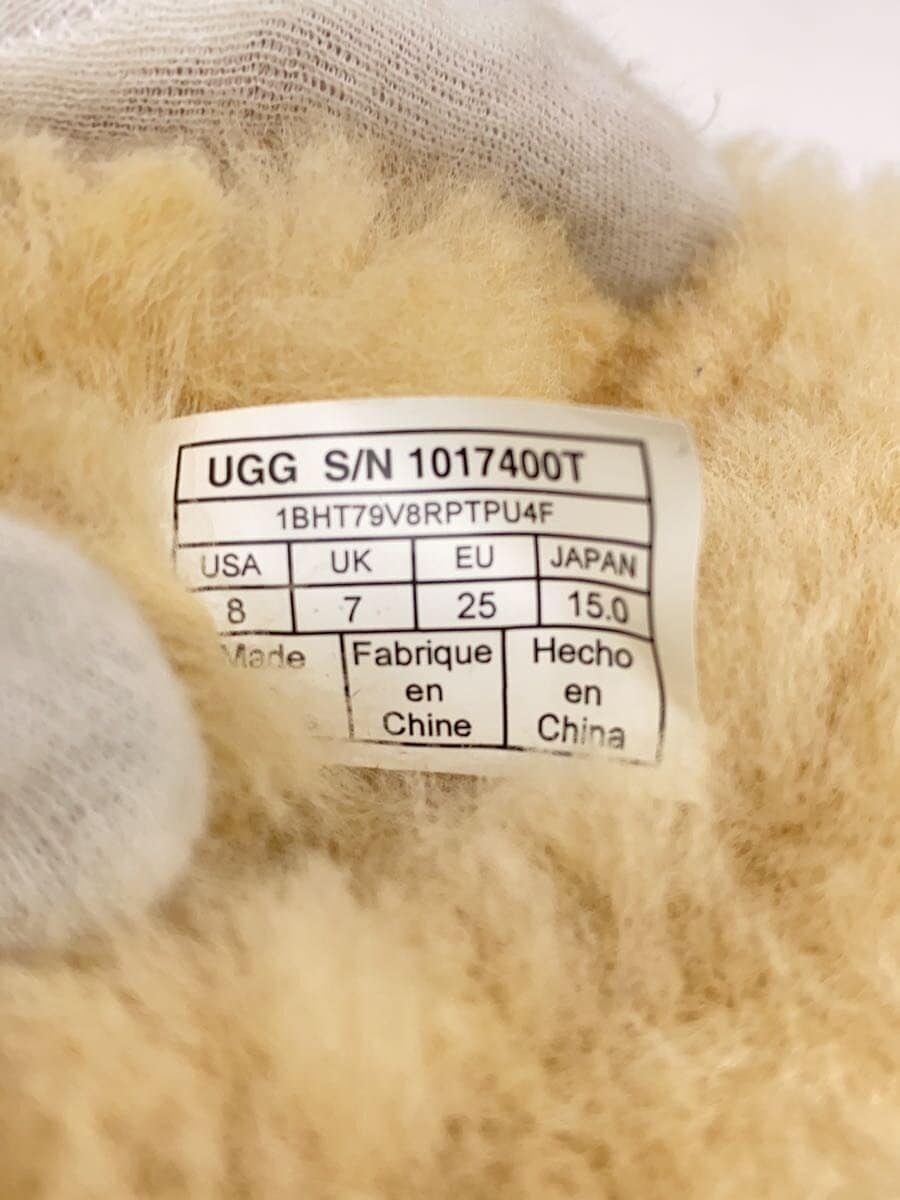 UGG S/N 1017400T
1BHT79V8RPTPU4F
USA UK EU JAPAN
8 7 25 15.0
Made Fabrique Hecho
en en
Chine China